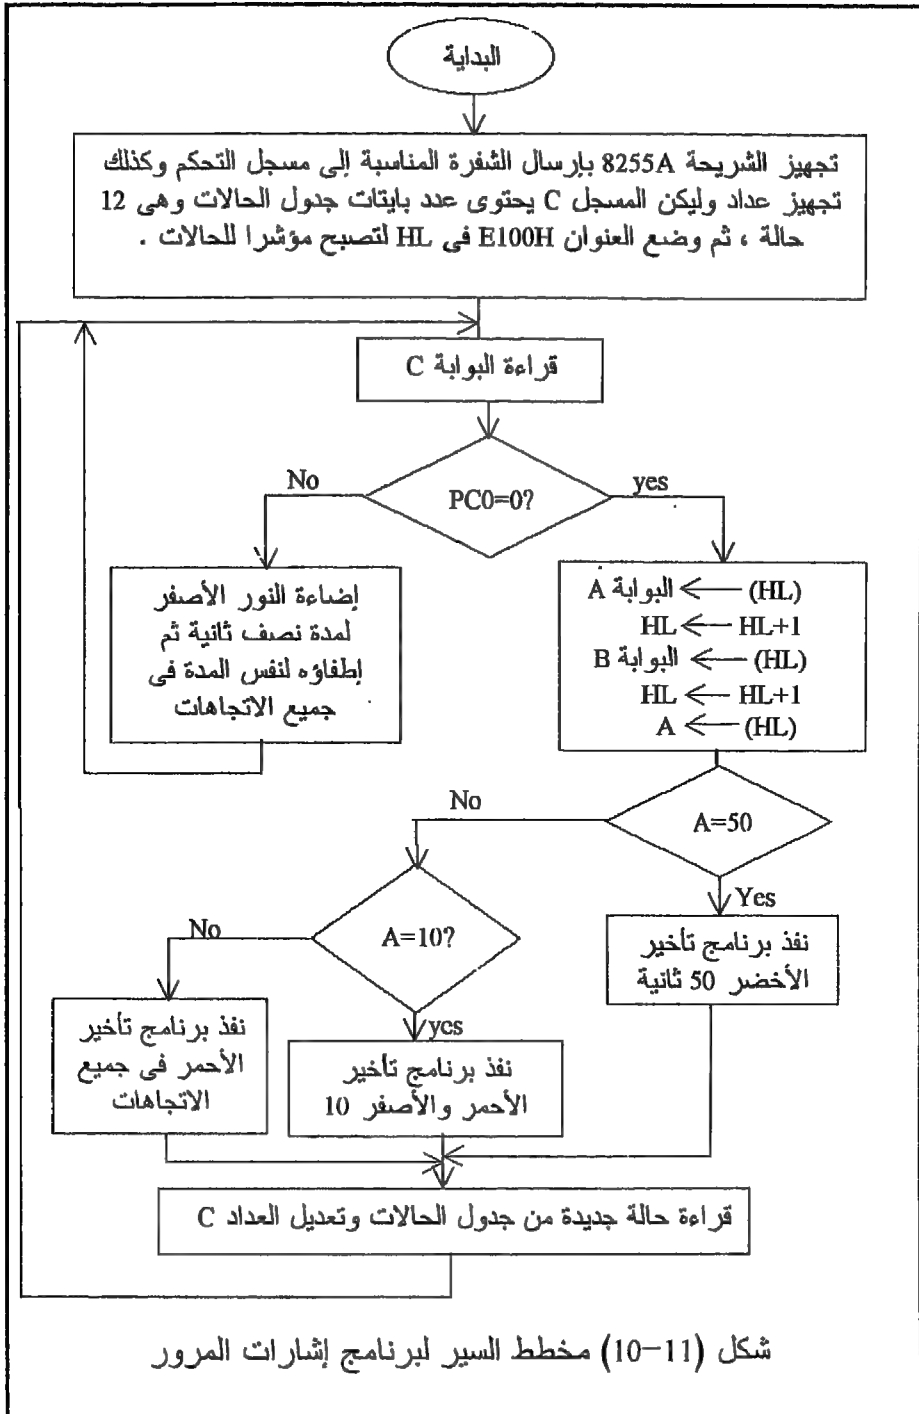 البداية
تجهيز الشريحة 8255A بإرسال الشفرة المناسبة إلى مسجل التحكم وكذلك
تجهيز عداد وليكن المسجل C يحتوى عدد بايتات جدول الحالات وهى 12
حالة ، ثم وضع العنوان E100H فى HL لتصبح مؤشرا للحالات .
قراءة البوابة C
No
PC0=0?
yes
إضاءة النور الأصفر
لمدة نصف ثانية ثم
إطفاؤه لنفس المدة فى
جميع الاتجاهات
البوابة A ← (HL)
HL ← HL+1
البوابة B ← (HL)
HL ← HL+1
A ← (HL)
No
A=50
Yes
No
A=10?
yes
نفذ برنامج تأخير
الأخضر 50 ثانية
نفذ برنامج تأخير
الأحمر فى جميع
الاتجاهات
نفذ برنامج تأخير
الأحمر والأصفر 10
قراءة حالة جديدة من جدول الحالات وتعديل العداد C
شكل (11-10) مخطط السير لبرنامج إشارات المرور